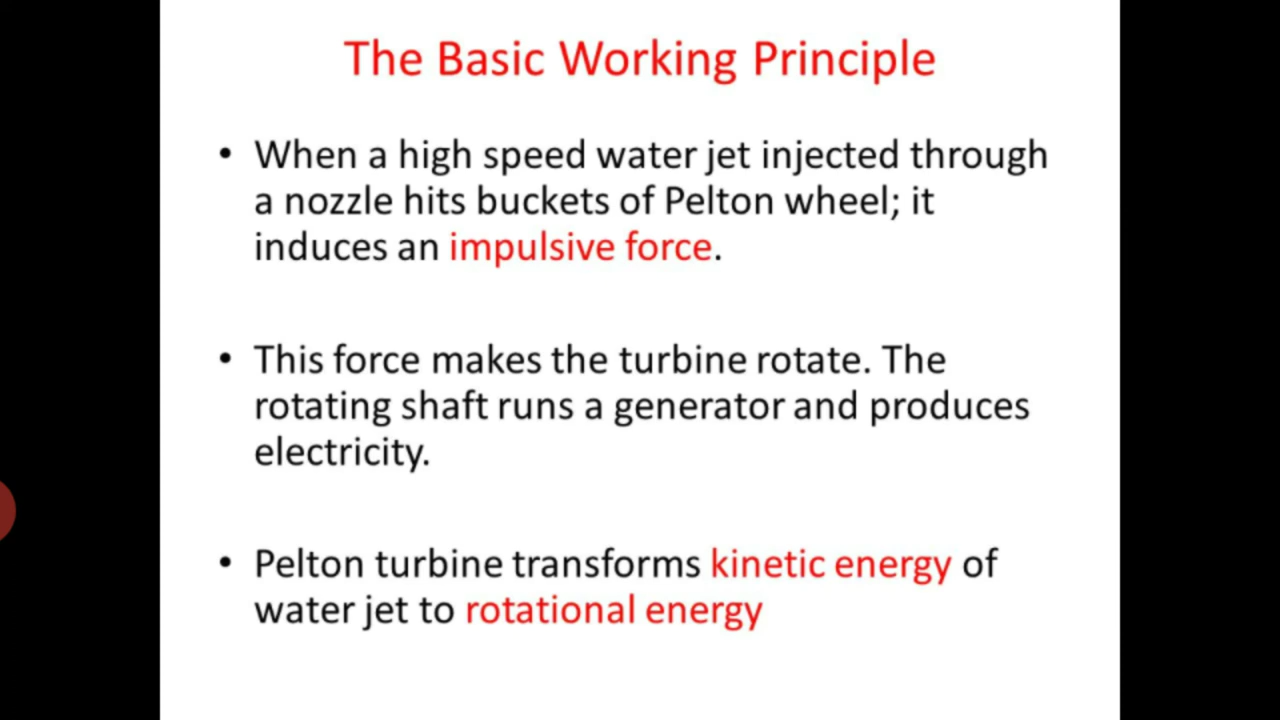 The Basic Working Principle
• When a high speed water jet injected through
a nozzle hits buckets of Pelton wheel; it
induces an impulsive force.
• This force makes the turbine rotate. The
rotating shaft runs a generator and produces
electricity.
• Pelton turbine transforms kinetic energy of
water jet to rotational energy